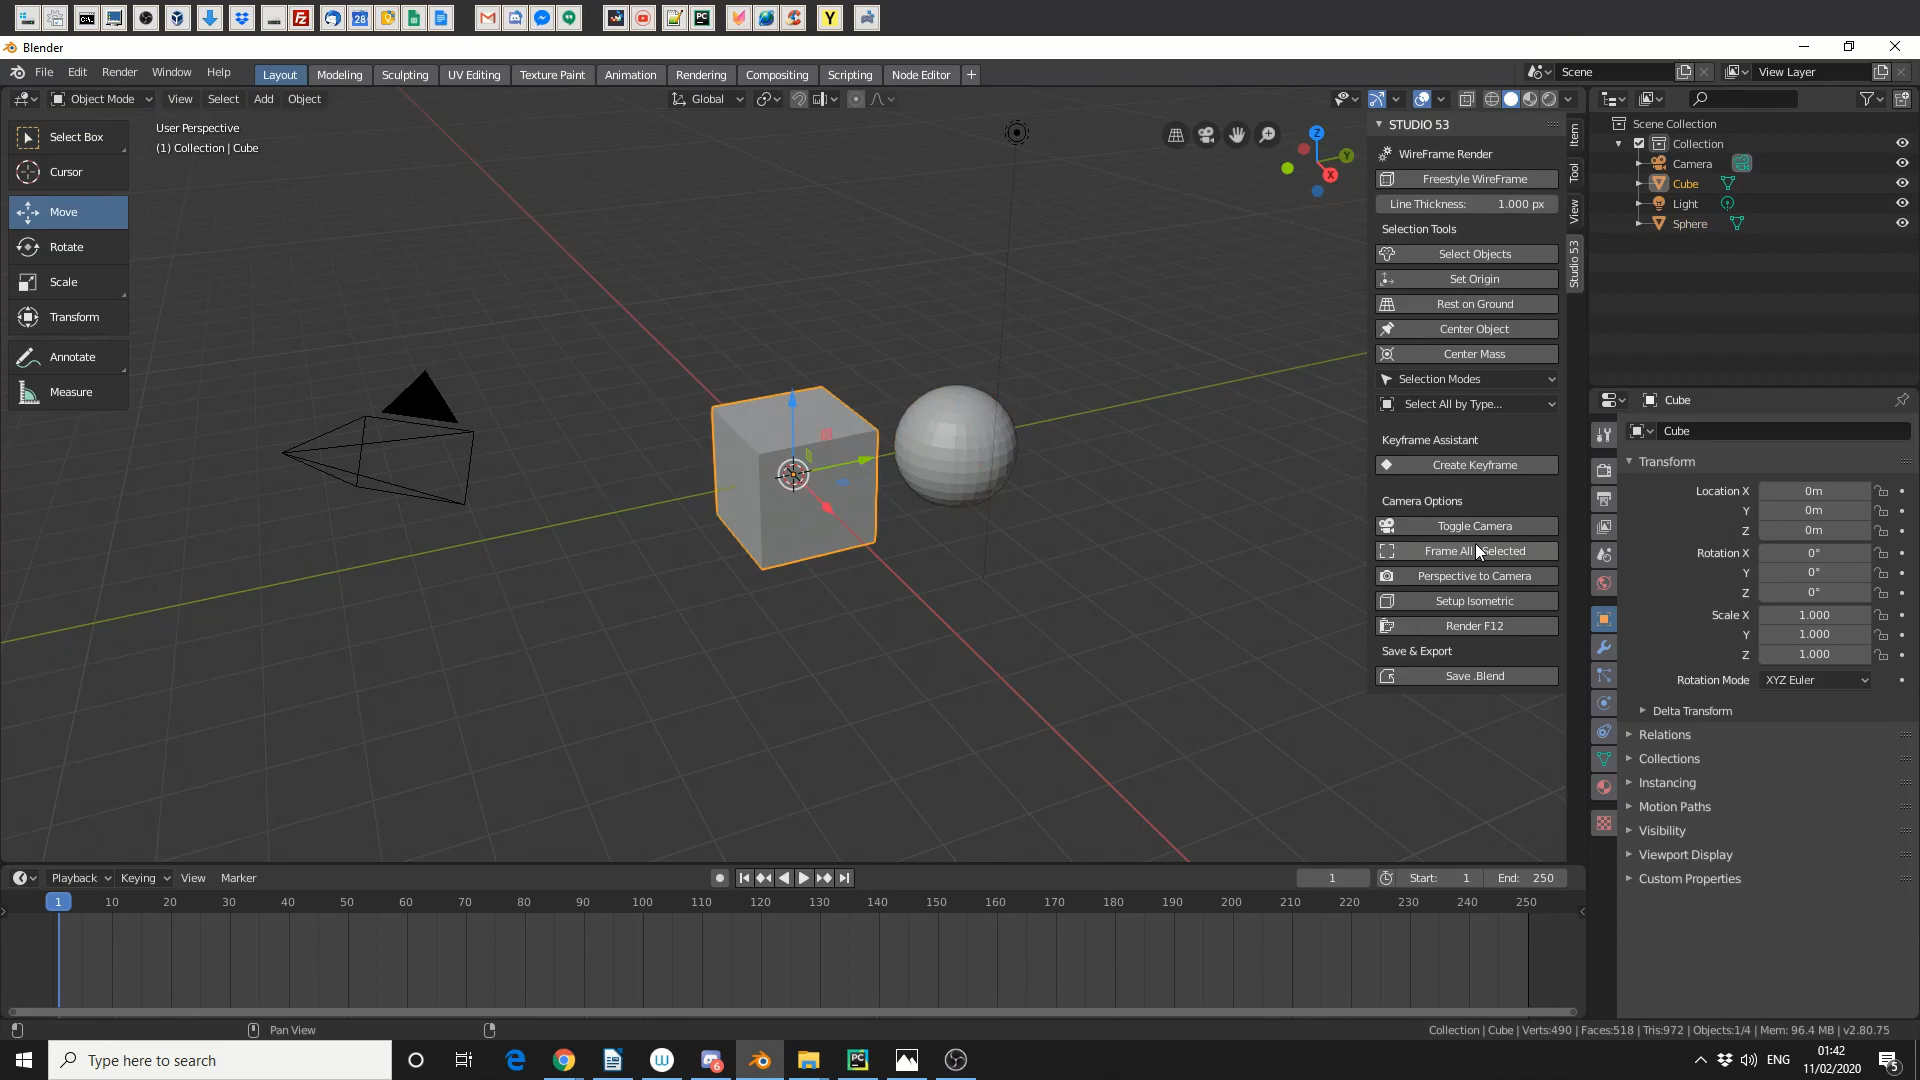 Blender
File Edit Render Window Help
Layout Modeling Sculpting UV Editing Texture Paint Animation Rendering Compositing Scripting Node Editor +
Scene View Layer
Object Mode View Select Add Object
Global
Select Box
Cursor
Move
Rotate
Scale
Transform
Annotate
Measure
User Perspective
(1) Collection | Cube
Z
Y
X
STUDIO 53
WireFrame Render
Freestyle WireFrame
Line Thickness: 1.000 px
Selection Tools
Select Objects
Set Origin
Rest on Ground
Center Object
Center Mass
Selection Modes
Select All by Type...
Keyframe Assistant
Create Keyframe
Camera Options
Toggle Camera
Frame All Selected
Perspective to Camera
Setup Isometric
Render F12
Save & Export
Save .Blend
Item
Tool
View
Studio 53
Scene Collection
Collection
Camera
Cube
Light
Sphere
Cube
Cube
Transform
Location X 0m
Y 0m
Z 0m
Rotation X 0°
Y 0°
Z 0°
Scale X 1.000
Y 1.000
Z 1.000
Rotation Mode XYZ Euler
Delta Transform
Relations
Collections
Instancing
Motion Paths
Visibility
Viewport Display
Custom Properties
Playback Keying View Marker
1 Start: 1 End: 250
1 10 20 30 40 50 60 70 80 90 100 110 120 130 140 150 160 170 180 190 200 210 220 230 240 250
Pan View
Collection | Cube | Verts:490 | Faces:518 | Tris:972 | Objects:1/4 | Mem: 96.4 MB | v2.80.75
Type here to search
ENG
01:42
11/02/2020